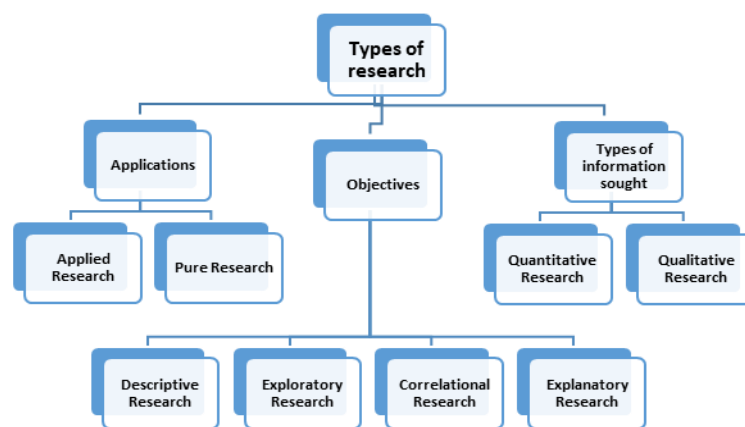 Types of
research
Applications
Objectives
Types of
information
sought
Applied
Research
Pure Research
Quantitative
Research
Qualitative
Research
Descriptive
Research
Exploratory
Research
Correlational
Research
Explanatory
Research